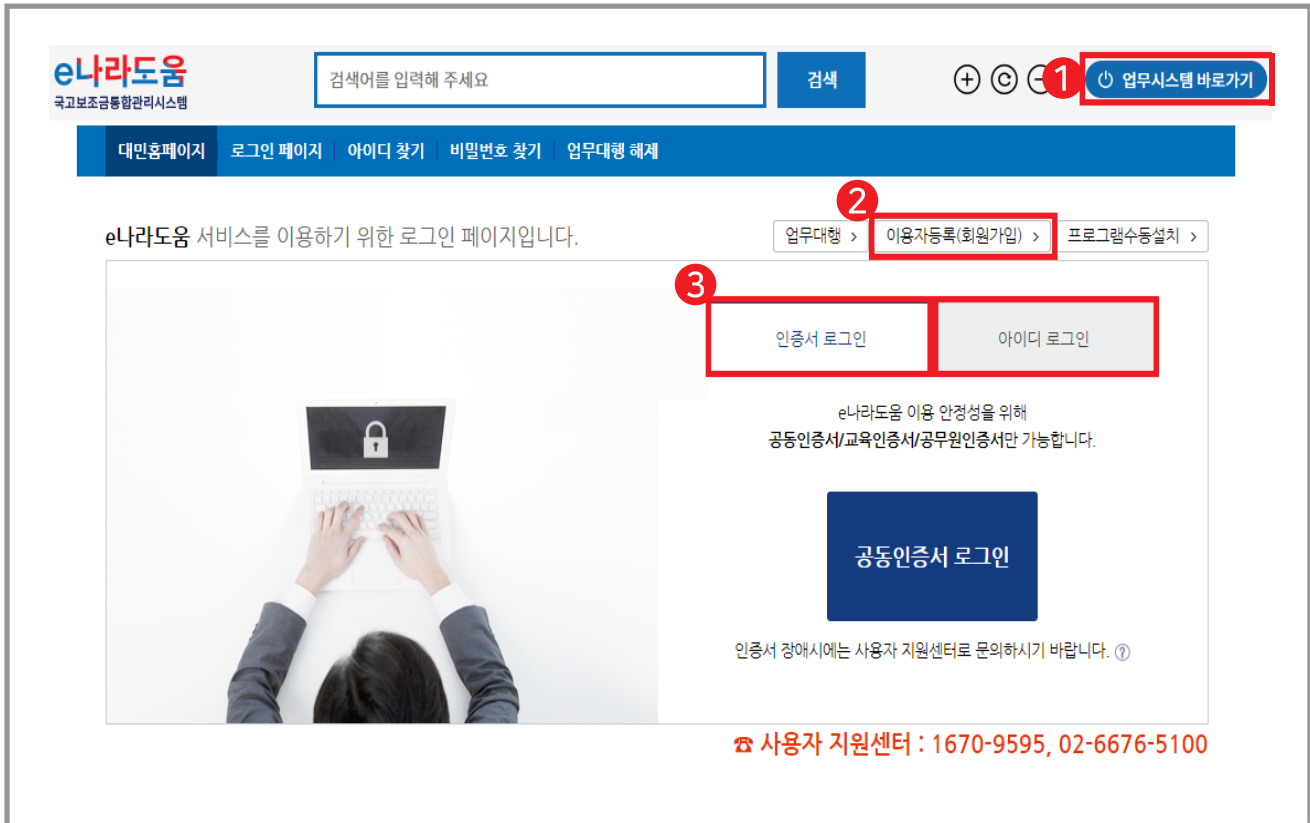 e나라도움
국고보조금통합관리시스템
검색어를 입력해 주세요
검색
1
업무시스템 바로가기
대민홈페이지 로그인 페이지 아이디 찾기 비밀번호 찾기 업무대행 해제
2
e나라도움 서비스를 이용하기 위한 로그인 페이지입니다.
업무대행 > 이용자등록(회원가입) > 프로그램수동설치 >
3
인증서 로그인 아이디 로그인
e나라도움 이용 안정성을 위해
공동인증서/교육인증서/공무원인증서만 가능합니다.
공동인증서 로그인
인증서 장애시에는 사용자 지원센터로 문의하시기 바랍니다. ?
☎ 사용자 지원센터 : 1670-9595, 02-6676-5100